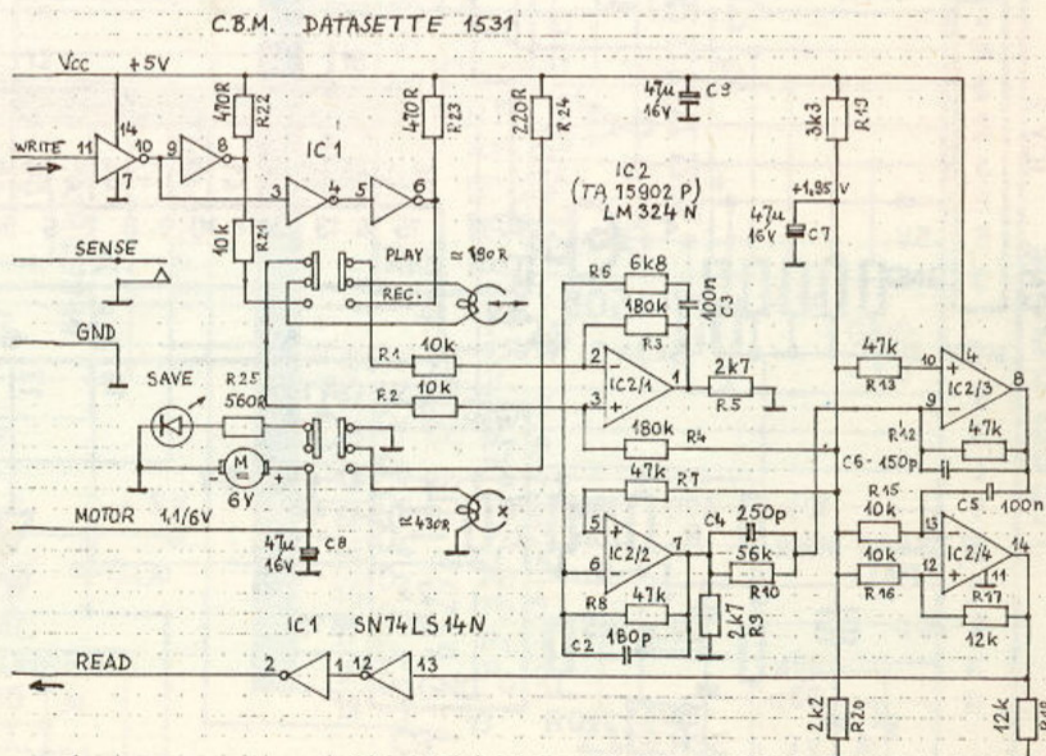 C.B.M. DATASETTE 1531
Vcc +5V
470R
R22
470R
R23
220R
R24
47µ
16V
C9
3k3
R19
WRITE
11
14
10
7
9
8
IC1
3
4
5
6
IC2
(TA 15902 P)
LM 324 N
+1,95 V
47µ
16V
C7
10k
R21
SENSE
PLAY
REC.
≈ 190R
GND
R6
6k8
100n
C3
180k
R3
R1
10k
R2
10k
2
3
IC2/1
1
2k7
R5
180k
R4
47k
R13
10
9
4
IC2/3
8
R12
47k
C6 150p
SAVE
R25
560R
M
6V
MOTOR 1,1/6V
47µ
16V
C8
≈ 430R
47k
R7
5
6
IC2/2
7
C4
250p
56k
R10
R8
47k
C2
180p
2k7
R9
R15
10k
C5
100n
13
12
IC2/4
11
14
10k
R16
R17
12k
IC1 SN74LS14N
READ
2
1
12
13
2k2
R20
12k